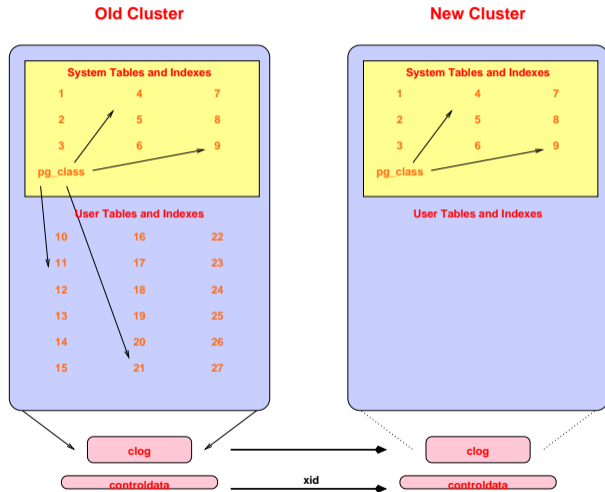 Old Cluster
New Cluster
System Tables and Indexes
1 4 7
2 5 8
3 6 9
pg_class
User Tables and Indexes
10 16 22
11 17 23
12 18 24
13 19 25
14 20 26
15 21 27
System Tables and Indexes
1 4 7
2 5 8
3 6 9
pg_class
User Tables and Indexes
clog
clog
controldata
xid
controldata